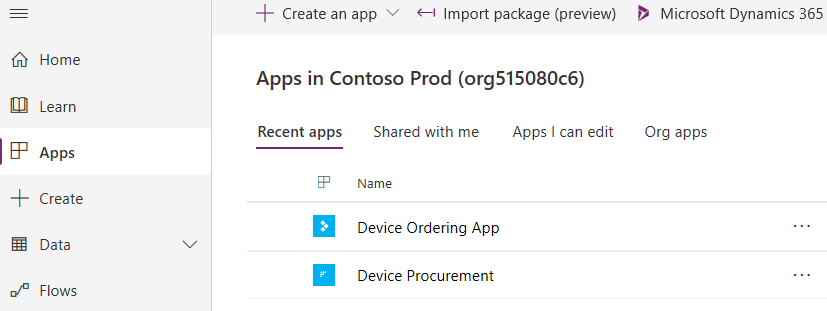 Create an app Import package (preview) Microsoft Dynamics 365
Home
Learn
Apps
Create
Data
Flows
Apps in Contoso Prod (org515080c6)
Recent apps Shared with me Apps I can edit Org apps
Name
Device Ordering App
Device Procurement